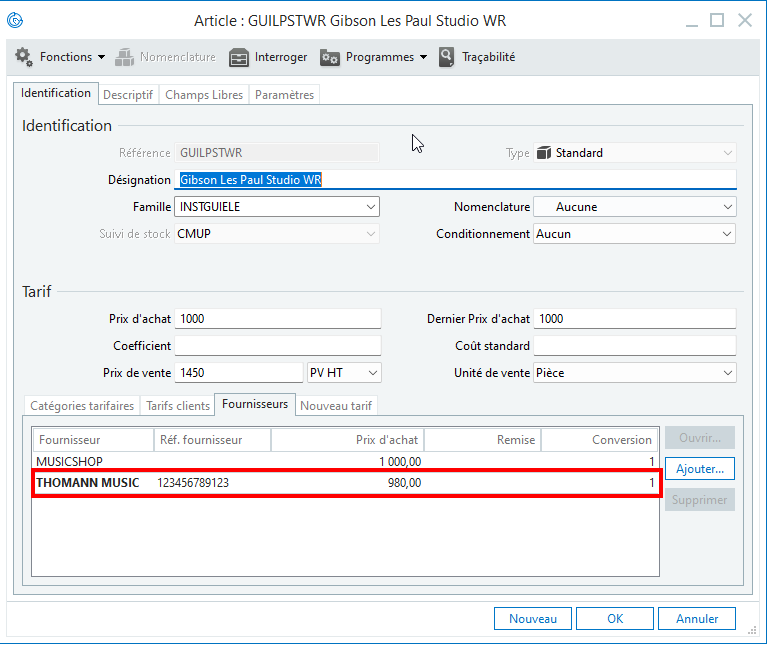 Article : GUILPSTWR Gibson Les Paul Studio WR
Fonctions Nomenclature Interroger Programmes Traçabilité
Identification Descriptif Champs Libres Paramètres
Identification
Référence GUILPSTWR Type Standard
Désignation Gibson Les Paul Studio WR
Famille INSTGUIELE Nomenclature Aucune
Suivi de stock CMUP Conditionnement Aucun
Tarif
Prix d'achat 1000 Dernier Prix d'achat 1000
Coefficient Coût standard
Prix de vente 1450 PV HT Unité de vente Pièce
Catégories tarifaires Tarifs clients Fournisseurs Nouveau tarif
Fournisseur Réf. fournisseur Prix d'achat Remise Conversion Ouvrir...
MUSICSHOP 1 000,00 1
Ajouter...
THOMANN MUSIC 123456789123 980,00 1
Supprimer
Nouveau OK Annuler